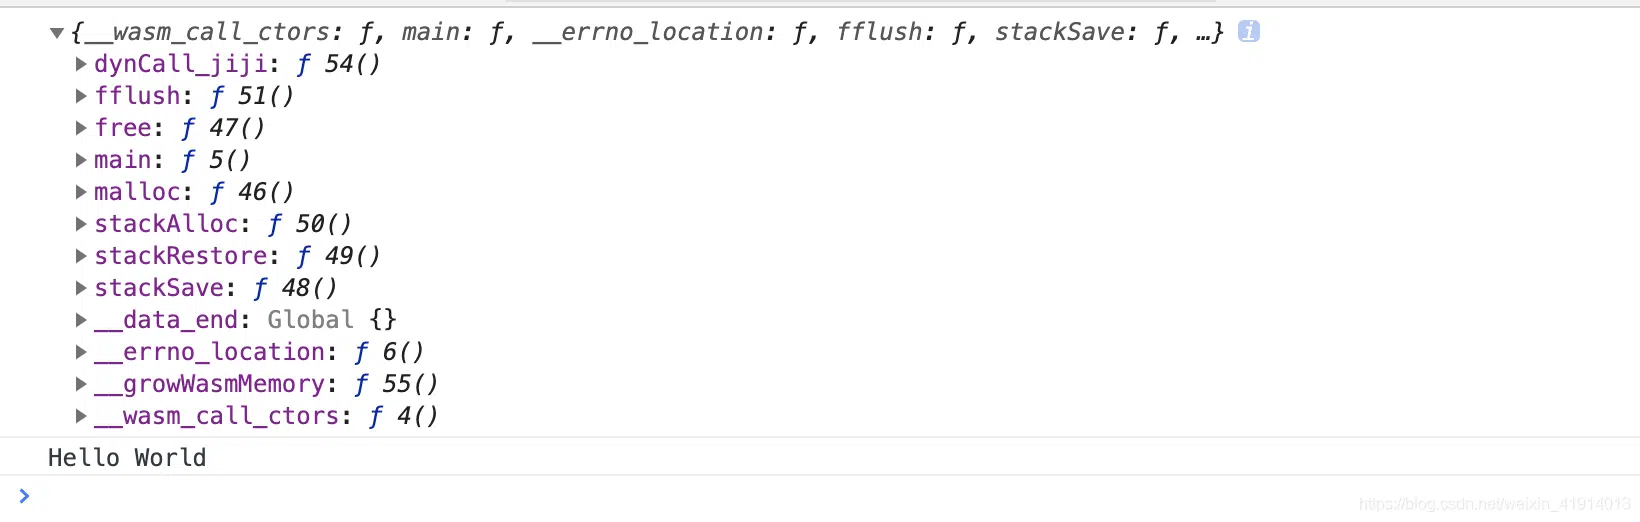 ▼{__wasm_call_ctors: ƒ, main: ƒ, __errno_location: ƒ, fflush: ƒ, stackSave: ƒ, …} i
▶dynCall_jiji: ƒ 54()
▶fflush: ƒ 51()
▶free: ƒ 47()
▶main: ƒ 5()
▶malloc: ƒ 46()
▶stackAlloc: ƒ 50()
▶stackRestore: ƒ 49()
▶stackSave: ƒ 48()
▶__data_end: Global {}
▶__errno_location: ƒ 6()
▶__growWasmMemory: ƒ 55()
▶__wasm_call_ctors: ƒ 4()
Hello World
>
https://blog.csdn.net/weixin_41914013